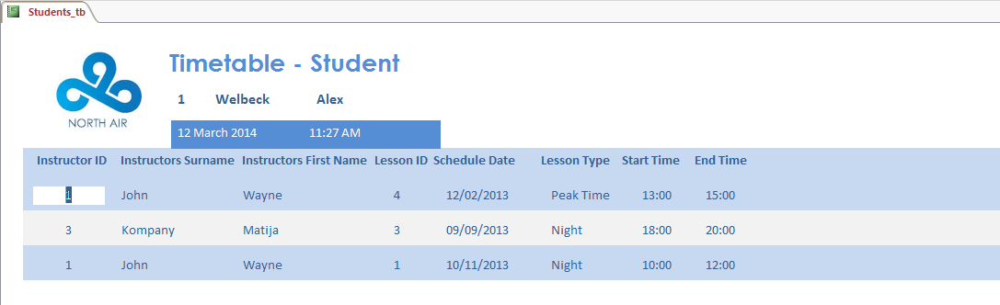 Students_tb
Timetable - Student
NORTH AIR
1 Welbeck Alex
12 March 2014 11:27 AM
Instructor ID Instructors Surname Instructors First Name Lesson ID Schedule Date Lesson Type Start Time End Time
1 John Wayne 4 12/02/2013 Peak Time 13:00 15:00
3 Kompany Matija 3 09/09/2013 Night 18:00 20:00
1 John Wayne 1 10/11/2013 Night 10:00 12:00